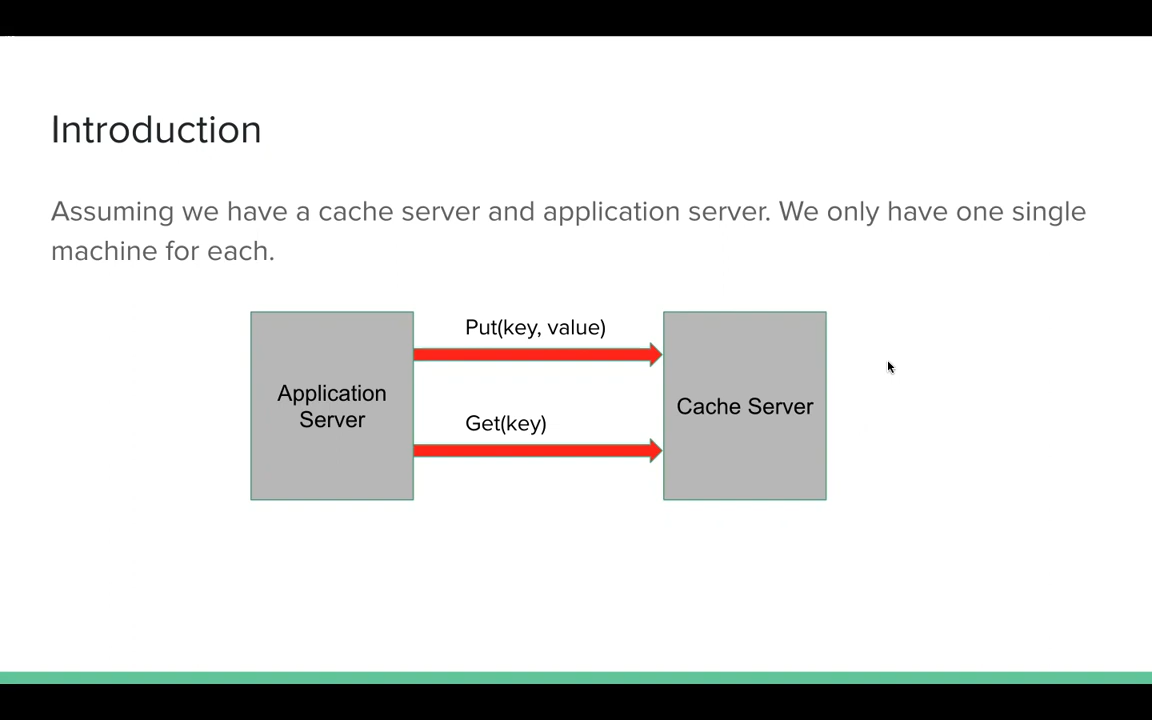 Introduction
Assuming we have a cache server and application server. We only have one single
machine for each.
Put(key, value)
Application
Server
Cache Server
Get(key)